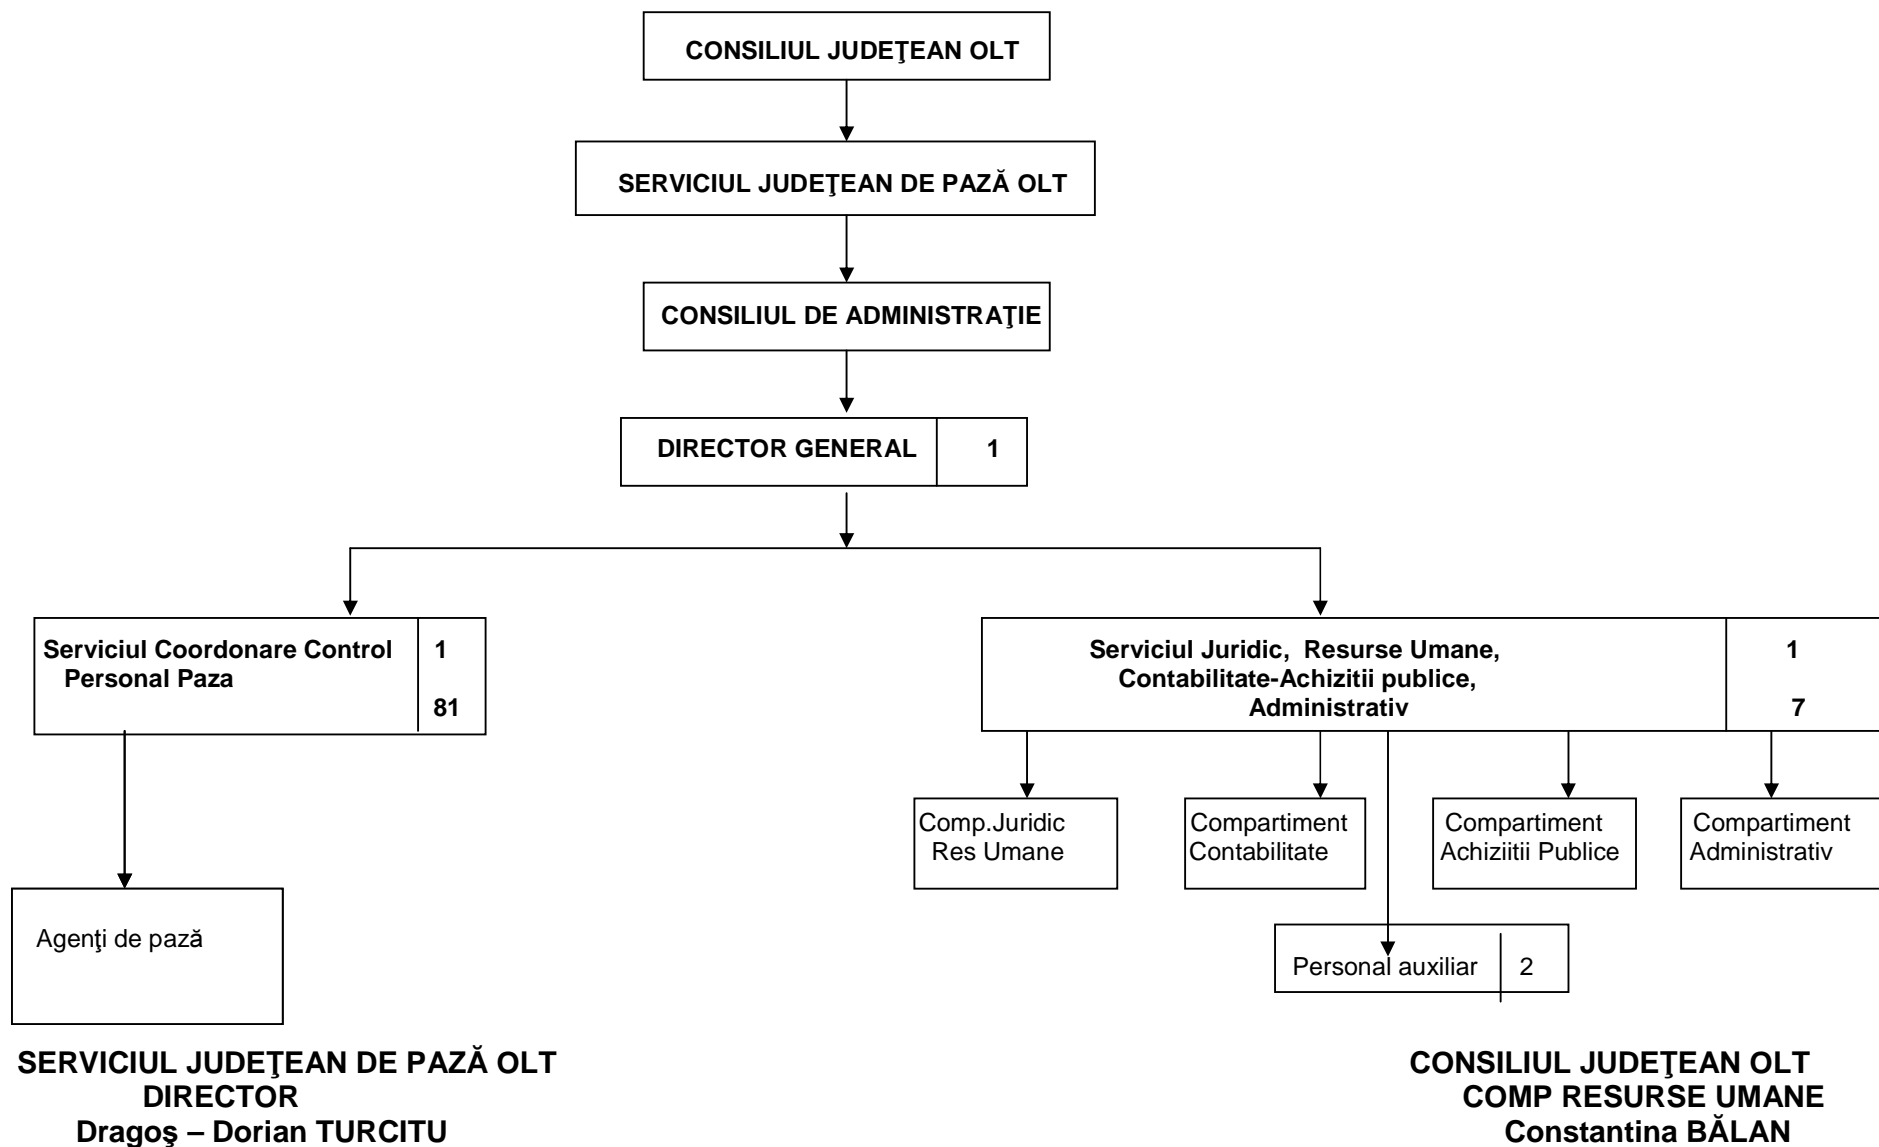 CONSILIUL JUDEŢEAN OLT
SERVICIUL JUDEŢEAN DE PAZĂ OLT
CONSILIUL DE ADMINISTRAŢIE
DIRECTOR GENERAL 1
Serviciul Coordonare Control 1
Personal Paza
81
Serviciul Juridic, Resurse Umane, 1
Contabilitate-Achizitii publice,
Administrativ 7
Comp.Juridic
Res Umane
Compartiment
Contabilitate
Compartiment
Achiziitii Publice
Compartiment
Administrativ
Agenţi de pază
Personal auxiliar 2
SERVICIUL JUDEŢEAN DE PAZĂ OLT
DIRECTOR
Dragoş – Dorian TURCITU
CONSILIUL JUDEŢEAN OLT
COMP RESURSE UMANE
Constantina BĂLAN